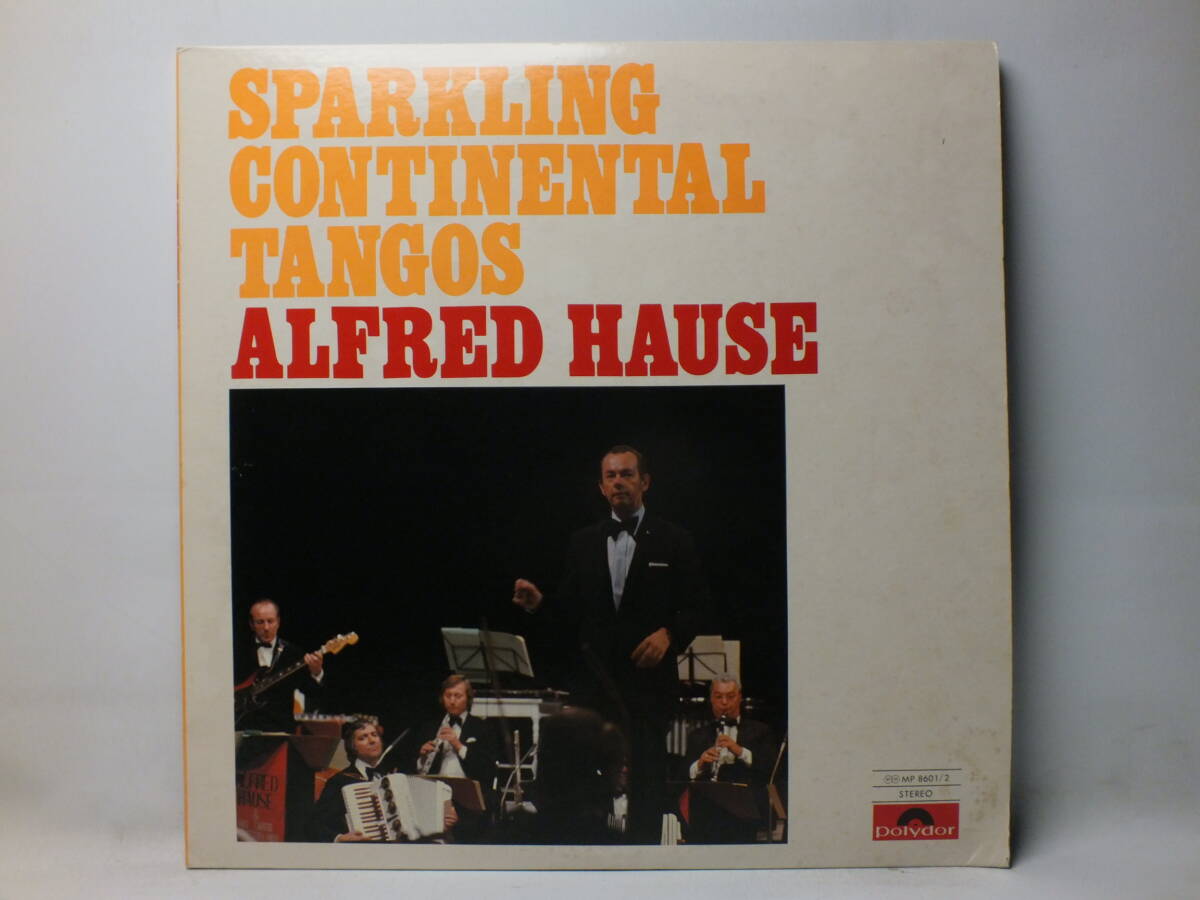 SPARKLING
CONTINENTAL
TANGOS
ALFRED HAUSE
ALFRED
HAUSE
MP 8601/2
STEREO
polydor